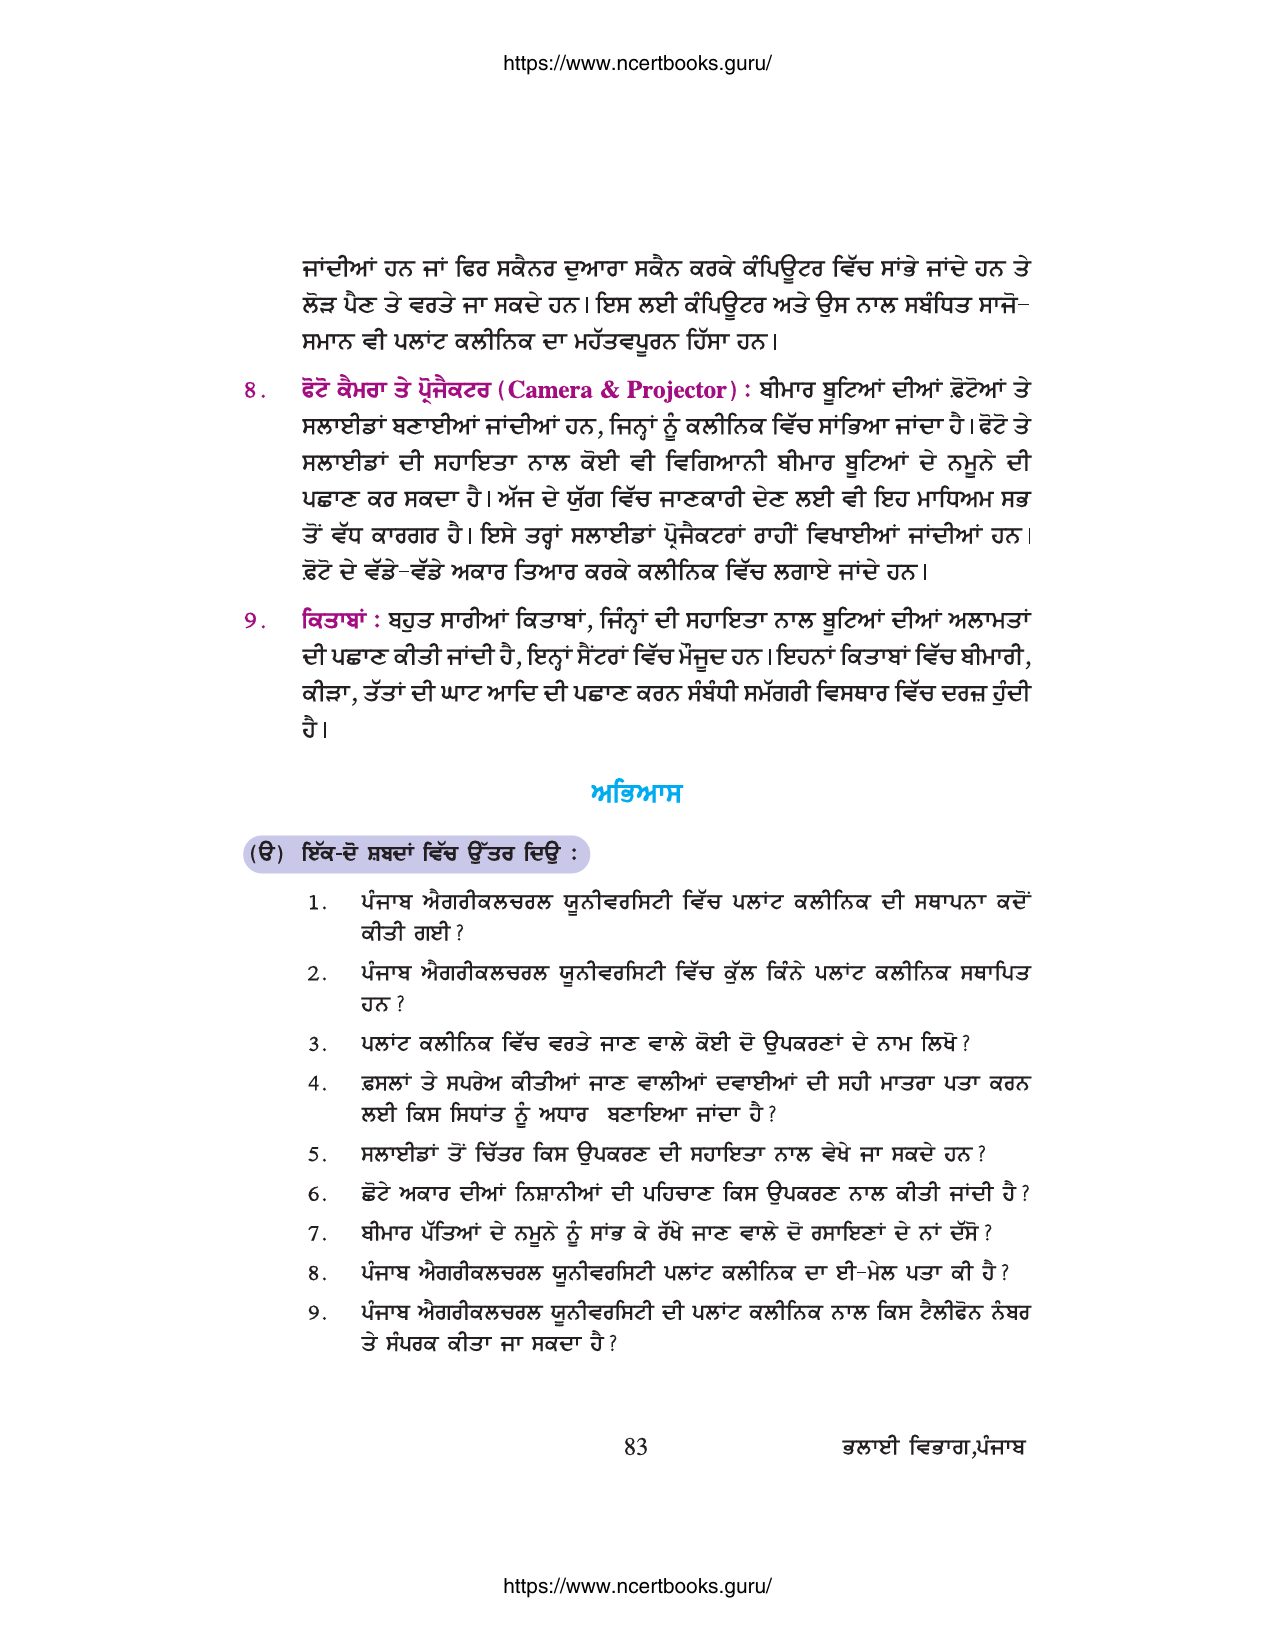 https://www.ncertbooks.guru/
ਜਾਂਦੀਆਂ ਹਨ ਜਾਂ ਫਿਰ ਸਕੈਨਰ ਦੁਆਰਾ ਸਕੈਨ ਕਰਕੇ ਕੰਪਿਊਟਰ ਵਿੱਚ ਸਾਂਭੇ ਜਾਂਦੇ ਹਨ ਤੇ
ਲੋੜ ਪੈਣ ਤੇ ਵਰਤੇ ਜਾ ਸਕਦੇ ਹਨ। ਇਸ ਲਈ ਕੰਪਿਊਟਰ ਅਤੇ ਉਸ ਨਾਲ ਸਬੰਧਿਤ ਸਾਜੋ-
ਸਮਾਨ ਵੀ ਪਲਾਂਟ ਕਲੀਨਿਕ ਦਾ ਮਹੱਤਵਪੂਰਨ ਹਿੱਸਾ ਹਨ।
8. ਫੋਟੋ ਕੈਮਰਾ ਤੇ ਪ੍ਰੋਜੈਕਟਰ (Camera & Projector) : ਬੀਮਾਰ ਬੂਟਿਆਂ ਦੀਆਂ ਫ਼ੋਟੋਆਂ ਤੇ
ਸਲਾਈਡਾਂ ਬਣਾਈਆਂ ਜਾਂਦੀਆਂ ਹਨ, ਜਿਨ੍ਹਾਂ ਨੂੰ ਕਲੀਨਿਕ ਵਿੱਚ ਸਾਂਭਿਆ ਜਾਂਦਾ ਹੈ। ਫੋਟੋ ਤੇ
ਸਲਾਈਡਾਂ ਦੀ ਸਹਾਇਤਾ ਨਾਲ ਕੋਈ ਵੀ ਵਿਗਿਆਨੀ ਬੀਮਾਰ ਬੂਟਿਆਂ ਦੇ ਨਮੂਨੇ ਦੀ
ਪਛਾਣ ਕਰ ਸਕਦਾ ਹੈ। ਅੱਜ ਦੇ ਯੁੱਗ ਵਿੱਚ ਜਾਣਕਾਰੀ ਦੇਣ ਲਈ ਵੀ ਇਹ ਮਾਧਿਅਮ ਸਭ
ਤੋਂ ਵੱਧ ਕਾਰਗਰ ਹੈ। ਇਸੇ ਤਰ੍ਹਾਂ ਸਲਾਈਡਾਂ ਪ੍ਰੋਜੈਕਟਰਾਂ ਰਾਹੀਂ ਵਿਖਾਈਆਂ ਜਾਂਦੀਆਂ ਹਨ।
ਫ਼ੋਟੋ ਦੇ ਵੱਡੇ-ਵੱਡੇ ਅਕਾਰ ਤਿਆਰ ਕਰਕੇ ਕਲੀਨਿਕ ਵਿੱਚ ਲਗਾਏ ਜਾਂਦੇ ਹਨ।
9. ਕਿਤਾਬਾਂ : ਬਹੁਤ ਸਾਰੀਆਂ ਕਿਤਾਬਾਂ, ਜਿੰਨ੍ਹਾਂ ਦੀ ਸਹਾਇਤਾ ਨਾਲ ਬੂਟਿਆਂ ਦੀਆਂ ਅਲਾਮਤਾਂ
ਦੀ ਪਛਾਣ ਕੀਤੀ ਜਾਂਦੀ ਹੈ, ਇਨ੍ਹਾਂ ਸੈਂਟਰਾਂ ਵਿੱਚ ਮੌਜੂਦ ਹਨ। ਇਹਨਾਂ ਕਿਤਾਬਾਂ ਵਿੱਚ ਬੀਮਾਰੀ,
ਕੀੜਾ, ਤੱਤਾਂ ਦੀ ਘਾਟ ਆਦਿ ਦੀ ਪਛਾਣ ਕਰਨ ਸੰਬੰਧੀ ਸਮੱਗਰੀ ਵਿਸਥਾਰ ਵਿੱਚ ਦਰਜ਼ ਹੁੰਦੀ
ਹੈ।
ਅਭਿਆਸ
(ੳ) ਇੱਕ-ਦੋ ਸ਼ਬਦਾਂ ਵਿੱਚ ਉੱਤਰ ਦਿਉ :
1. ਪੰਜਾਬ ਐਗਰੀਕਲਚਰਲ ਯੂਨੀਵਰਸਿਟੀ ਵਿੱਚ ਪਲਾਂਟ ਕਲੀਨਿਕ ਦੀ ਸਥਾਪਨਾ ਕਦੋਂ
ਕੀਤੀ ਗਈ?
2. ਪੰਜਾਬ ਐਗਰੀਕਲਚਰਲ ਯੂਨੀਵਰਸਿਟੀ ਵਿੱਚ ਕੁੱਲ ਕਿੰਨੇ ਪਲਾਂਟ ਕਲੀਨਿਕ ਸਥਾਪਿਤ
ਹਨ?
3. ਪਲਾਂਟ ਕਲੀਨਿਕ ਵਿੱਚ ਵਰਤੇ ਜਾਣ ਵਾਲੇ ਕੋਈ ਦੋ ਉਪਕਰਣਾਂ ਦੇ ਨਾਮ ਲਿਖੋ?
4. ਫ਼ਸਲਾਂ ਤੇ ਸਪਰੇਅ ਕੀਤੀਆਂ ਜਾਣ ਵਾਲੀਆਂ ਦਵਾਈਆਂ ਦੀ ਸਹੀ ਮਾਤਰਾ ਪਤਾ ਕਰਨ
ਲਈ ਕਿਸ ਸਿਧਾਂਤ ਨੂੰ ਅਧਾਰ ਬਣਾਇਆ ਜਾਂਦਾ ਹੈ?
5. ਸਲਾਈਡਾਂ ਤੋਂ ਚਿੱਤਰ ਕਿਸ ਉਪਕਰਣ ਦੀ ਸਹਾਇਤਾ ਨਾਲ ਵੇਖੇ ਜਾ ਸਕਦੇ ਹਨ?
6. ਛੋਟੇ ਅਕਾਰ ਦੀਆਂ ਨਿਸ਼ਾਨੀਆਂ ਦੀ ਪਹਿਚਾਣ ਕਿਸ ਉਪਕਰਣ ਨਾਲ ਕੀਤੀ ਜਾਂਦੀ ਹੈ?
7. ਬੀਮਾਰ ਪੱਤਿਆਂ ਦੇ ਨਮੂਨੇ ਨੂੰ ਸਾਂਭ ਕੇ ਰੱਖੇ ਜਾਣ ਵਾਲੇ ਦੋ ਰਸਾਇਣਾਂ ਦੇ ਨਾਂ ਦੱਸੋ?
8. ਪੰਜਾਬ ਐਗਰੀਕਲਚਰਲ ਯੂਨੀਵਰਸਿਟੀ ਪਲਾਂਟ ਕਲੀਨਿਕ ਦਾ ਈ-ਮੇਲ ਪਤਾ ਕੀ ਹੈ?
9. ਪੰਜਾਬ ਐਗਰੀਕਲਚਰਲ ਯੂਨੀਵਰਸਿਟੀ ਦੀ ਪਲਾਂਟ ਕਲੀਨਿਕ ਨਾਲ ਕਿਸ ਟੈਲੀਫੋਨ ਨੰਬਰ
ਤੇ ਸੰਪਰਕ ਕੀਤਾ ਜਾ ਸਕਦਾ ਹੈ?
83 ਭਲਾਈ ਵਿਭਾਗ,ਪੰਜਾਬ
https://www.ncertbooks.guru/